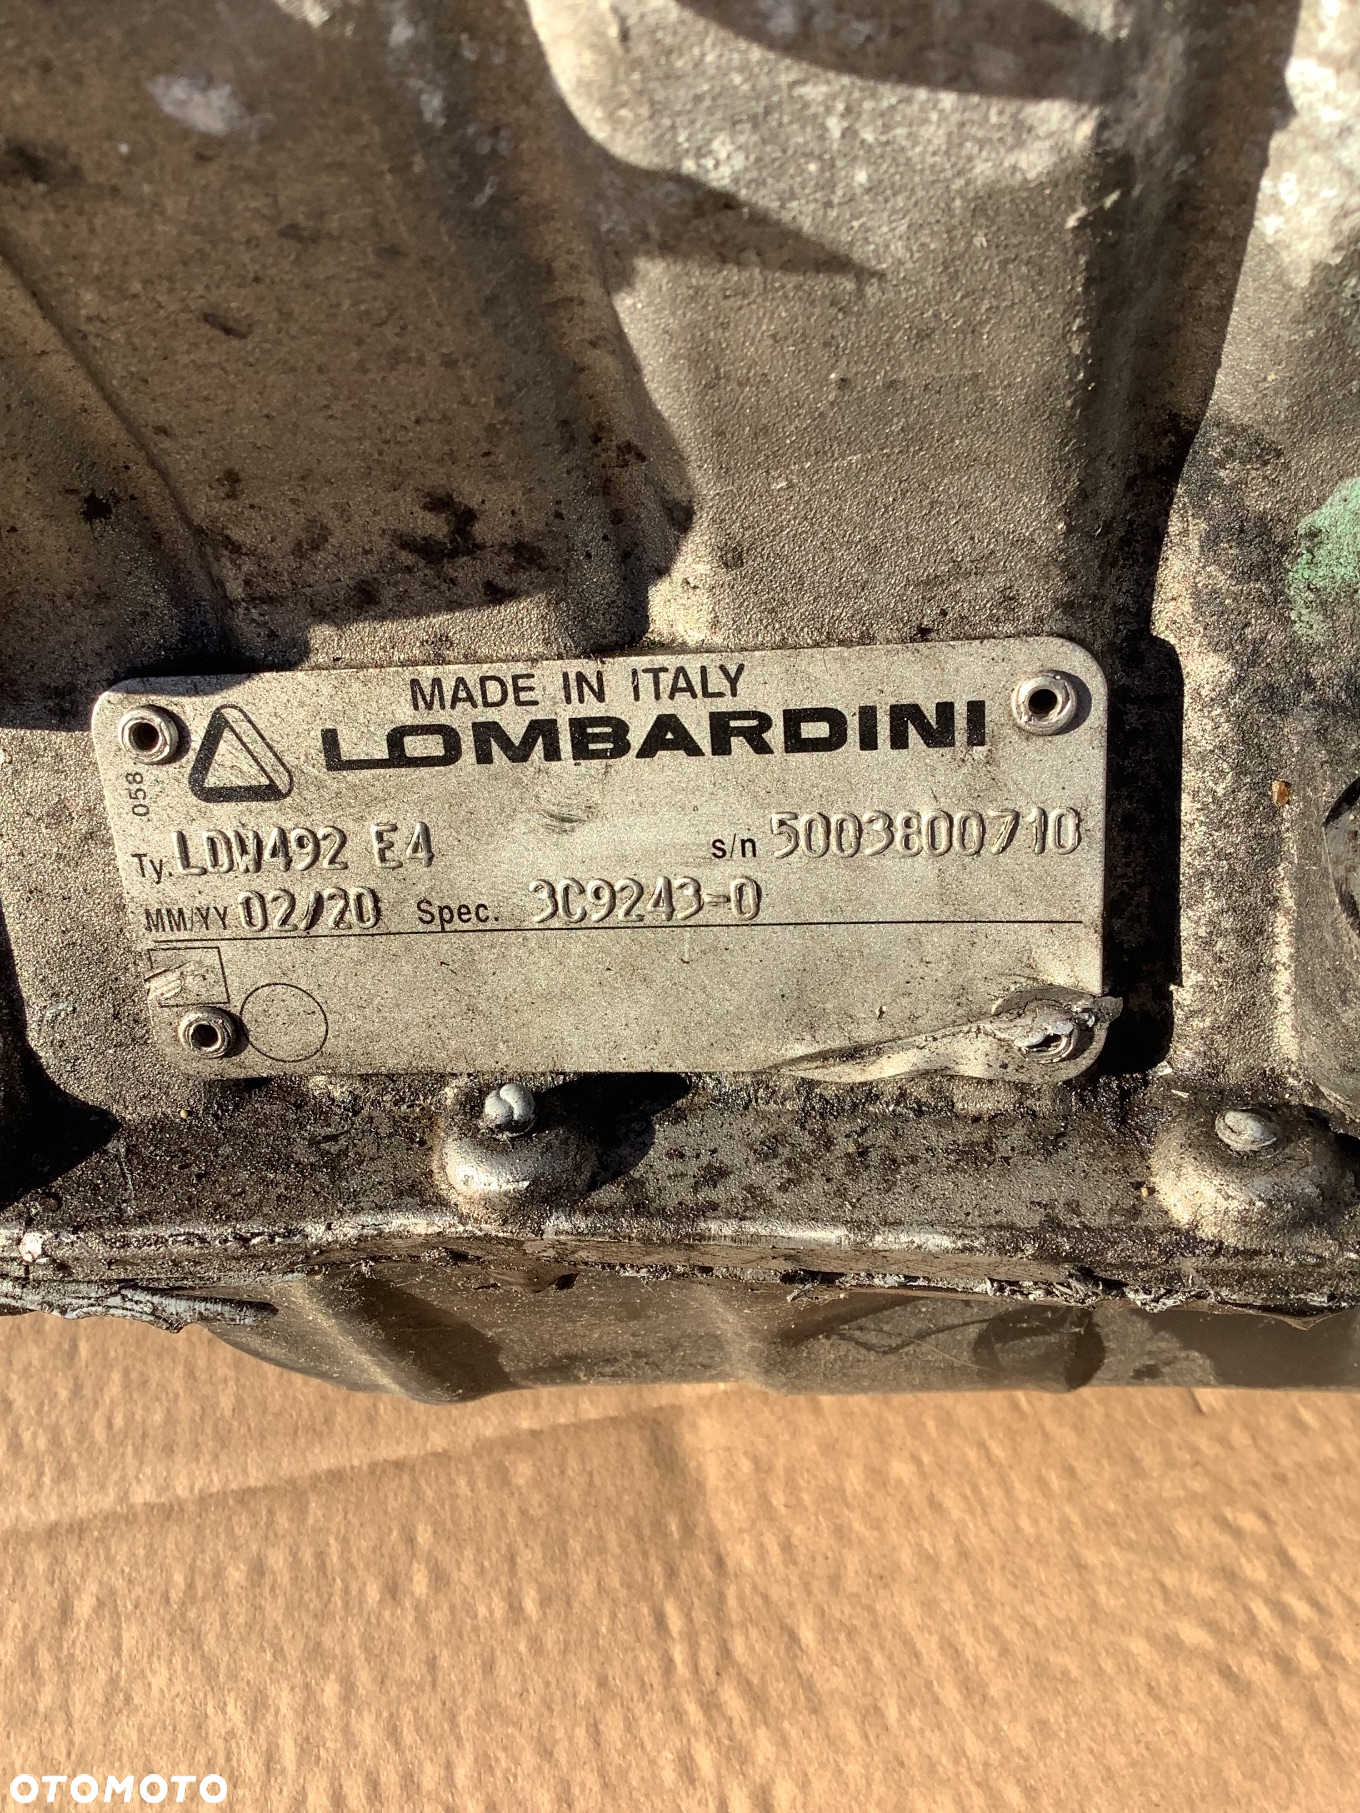 MADE IN ITALY
LOMBARDINI
058
Ty. LDW492 E4 s/n 5003800710
MM/YY 02/20 Spec. 3C9243-0
OTOMOTO